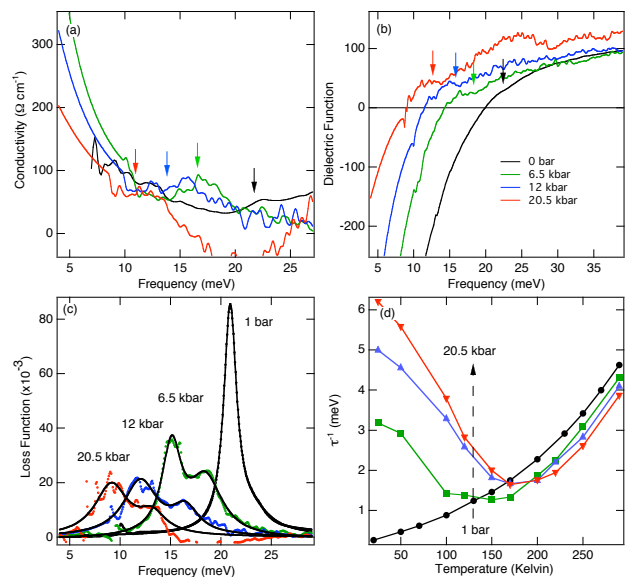 (a)
300
200
100
0
Conductivity (Ω cm⁻¹)
5 10 15 20 25
Frequency (meV)
(b)
100
0
-100
-200
Dielectric Function
0 bar
6.5 kbar
12 kbar
20.5 kbar
5 10 15 20 25 30 35
Frequency (meV)
(c)
80
60
40
20
0
Loss Function (x10⁻³)
1 bar
6.5 kbar
12 kbar
20.5 kbar
5 10 15 20 25
Frequency (meV)
(d)
6
5
4
3
2
1
τ⁻¹ (meV)
20.5 kbar
1 bar
50 100 150 200 250
Temperature (Kelvin)